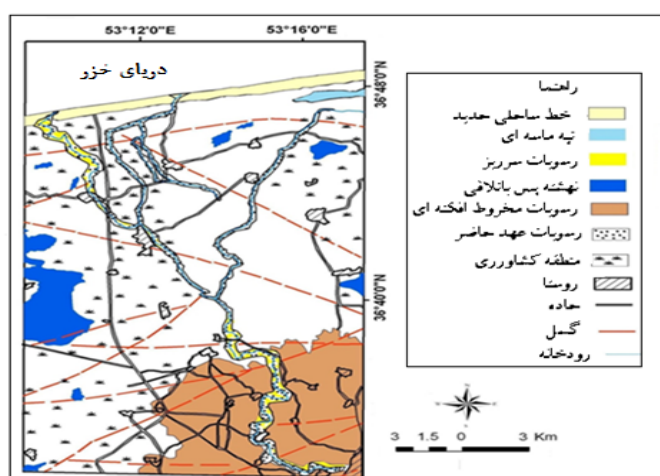 53°12'0"E 53°16'0"E
دریای خزر
36°48'0"N
36°40'0"N
راهنما
خط ساحلی جدید
تپه ماسه ای
رسوبات سرریز
نهشته پس باتلاقی
رسوبات مخروط افکنه ای
رسوبات عهد حاضر
منطقه کشاورزی
روستا
جاده
گسل
رودخانه
3 1.5 0 3 Km